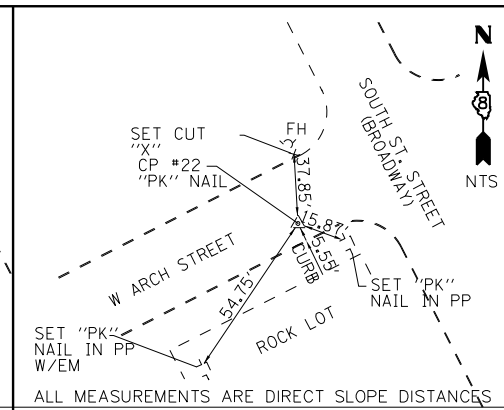 N
8
NTS
SOUTH ST. STREET
(BROADWAY)
FH
SET CUT
"X"
CP #22
"PK" NAIL
37.85'
15.87'
5.55'
CURB
54.75'
W ARCH STREET
SET "PK"
NAIL IN PP
ROCK LOT
SET "PK"
NAIL IN PP
W/EM
ALL MEASUREMENTS ARE DIRECT SLOPE DISTANCES